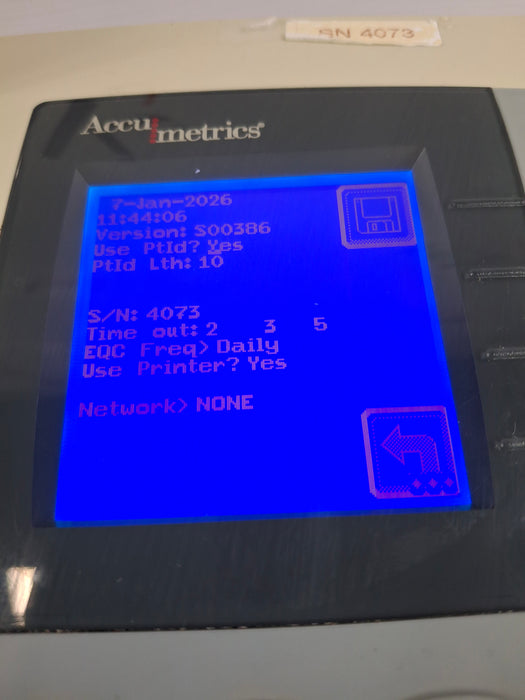 SN 4073
Accumetrics
7-Jan-2026
11:44:06
Version: S00386
Use PtId? Yes
PtId Lth: 10
S/N: 4073
Time out: 2 3 5
EQC Freq> Daily
Use Printer? Yes
Network> NONE